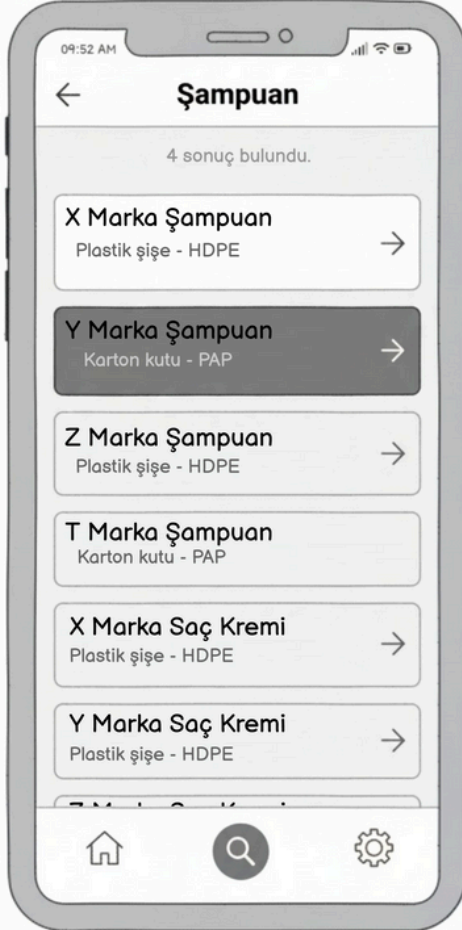 09:52 AM
Şampuan
4 sonuç bulundu.
X Marka Şampuan
Plastik şişe - HDPE
Y Marka Şampuan
Karton kutu - PAP
Z Marka Şampuan
Plastik şişe - HDPE
T Marka Şampuan
Karton kutu - PAP
X Marka Saç Kremi
Plastik şişe - HDPE
Y Marka Saç Kremi
Plastik şişe - HDPE